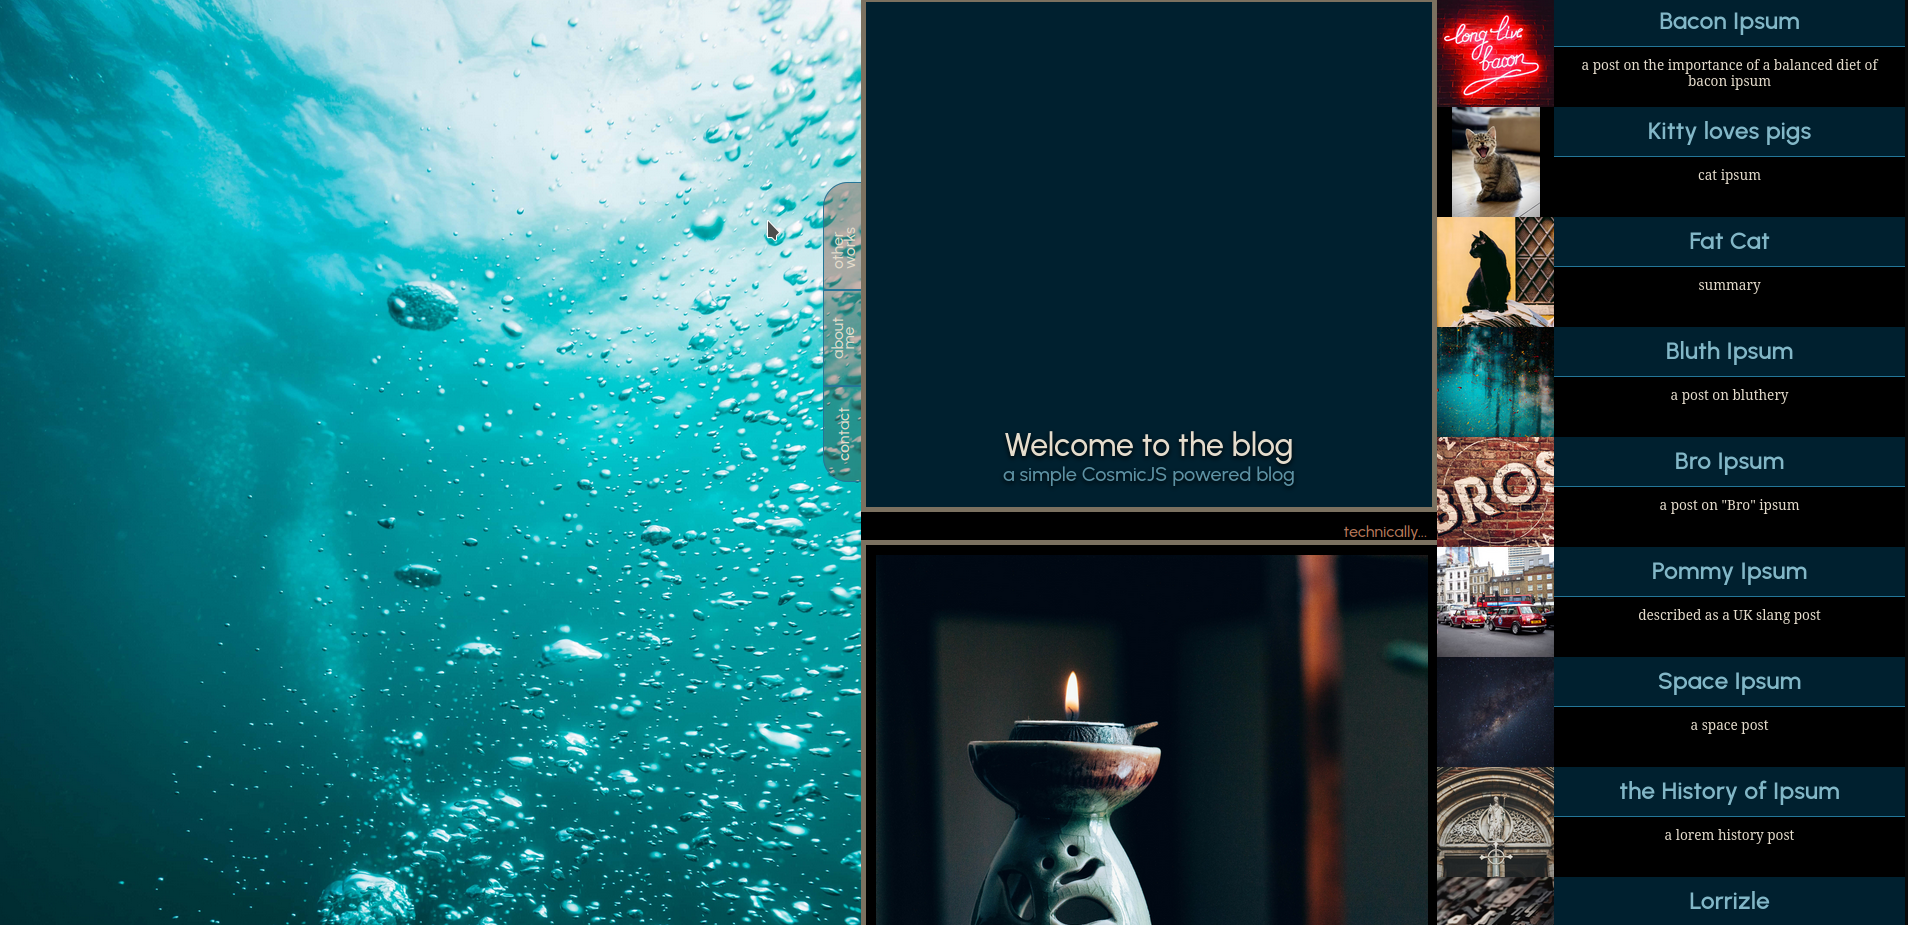 other
works
about
me
contact
Welcome to the blog
a simple CosmicJS powered blog
technically...
long live
bacon
Bacon Ipsum
a post on the importance of a balanced diet of
bacon ipsum
Kitty loves pigs
cat ipsum
Fat Cat
summary
Bluth Ipsum
a post on bluthery
BROS
Bro Ipsum
a post on "Bro" ipsum
Pommy Ipsum
described as a UK slang post
Space Ipsum
a space post
the History of Ipsum
a lorem history post
Lorrizle